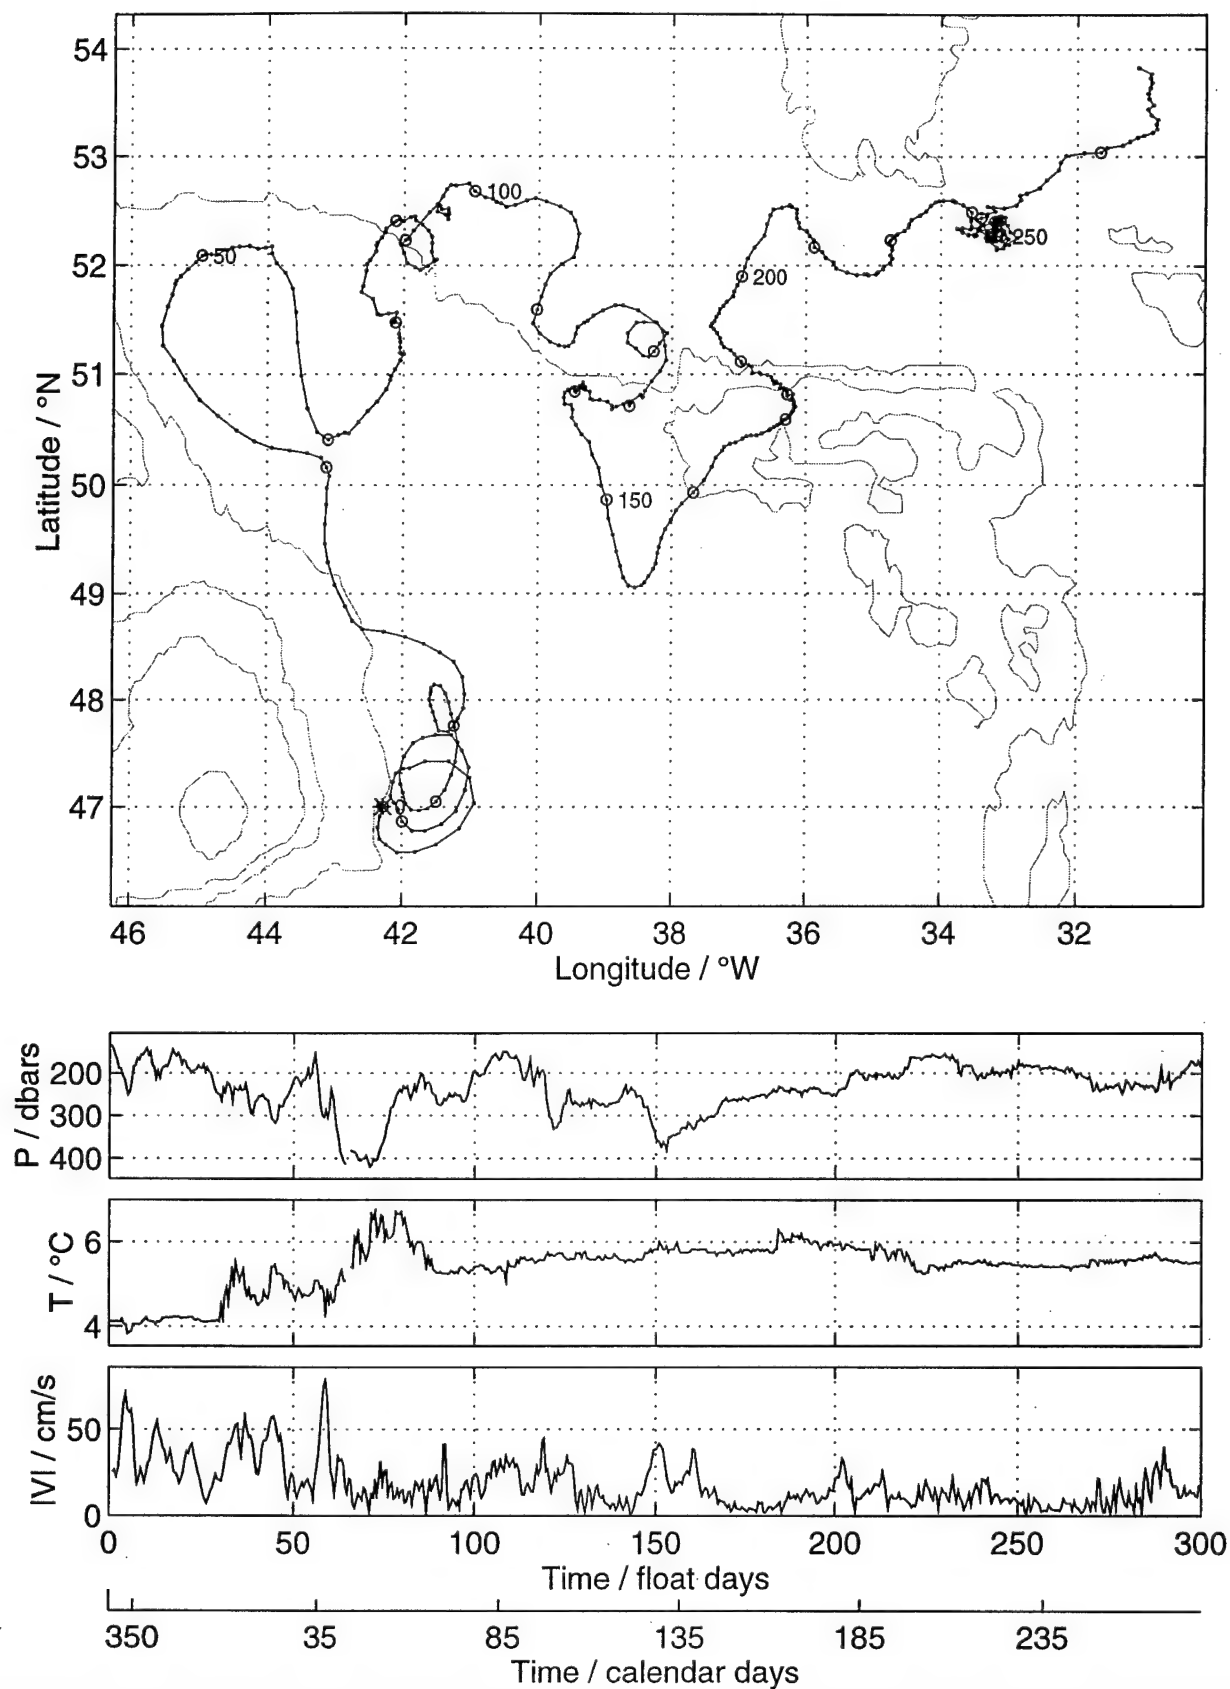 54
53
52
51
50
49
48
47
Latitude / °N
50
100
150
200
250
46 44 42 40 38 36 34 32
Longitude / °W
P / dbars
200
300
400
T / °C
6
4
|V| / cm/s
50
0
0 50 100 150 200 250 300
Time / float days
350 35 85 135 185 235
Time / calendar days